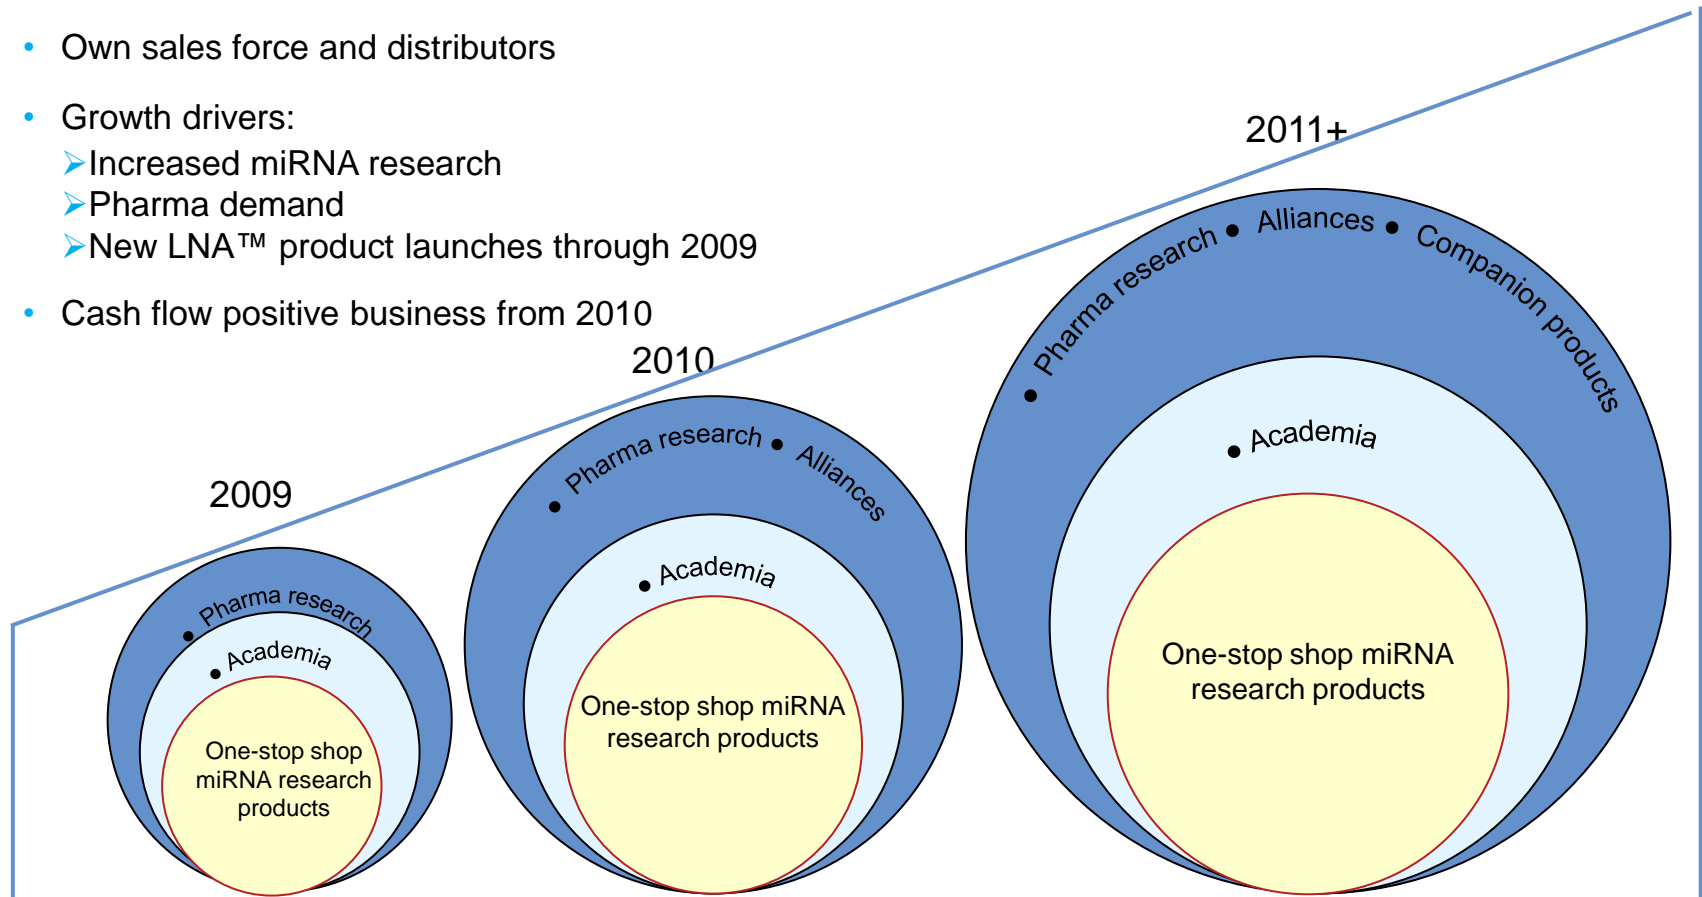 • Own sales force and distributors
• Growth drivers:
➢Increased miRNA research
➢Pharma demand
➢New LNA™ product launches through 2009
• Cash flow positive business from 2010
2009
• Pharma research
• Academia
One-stop shop
miRNA research
products
2010
• Pharma research • Alliances
• Academia
One-stop shop miRNA
research products
2011+
• Pharma research • Alliances • Companion products
• Academia
One-stop shop miRNA
research products